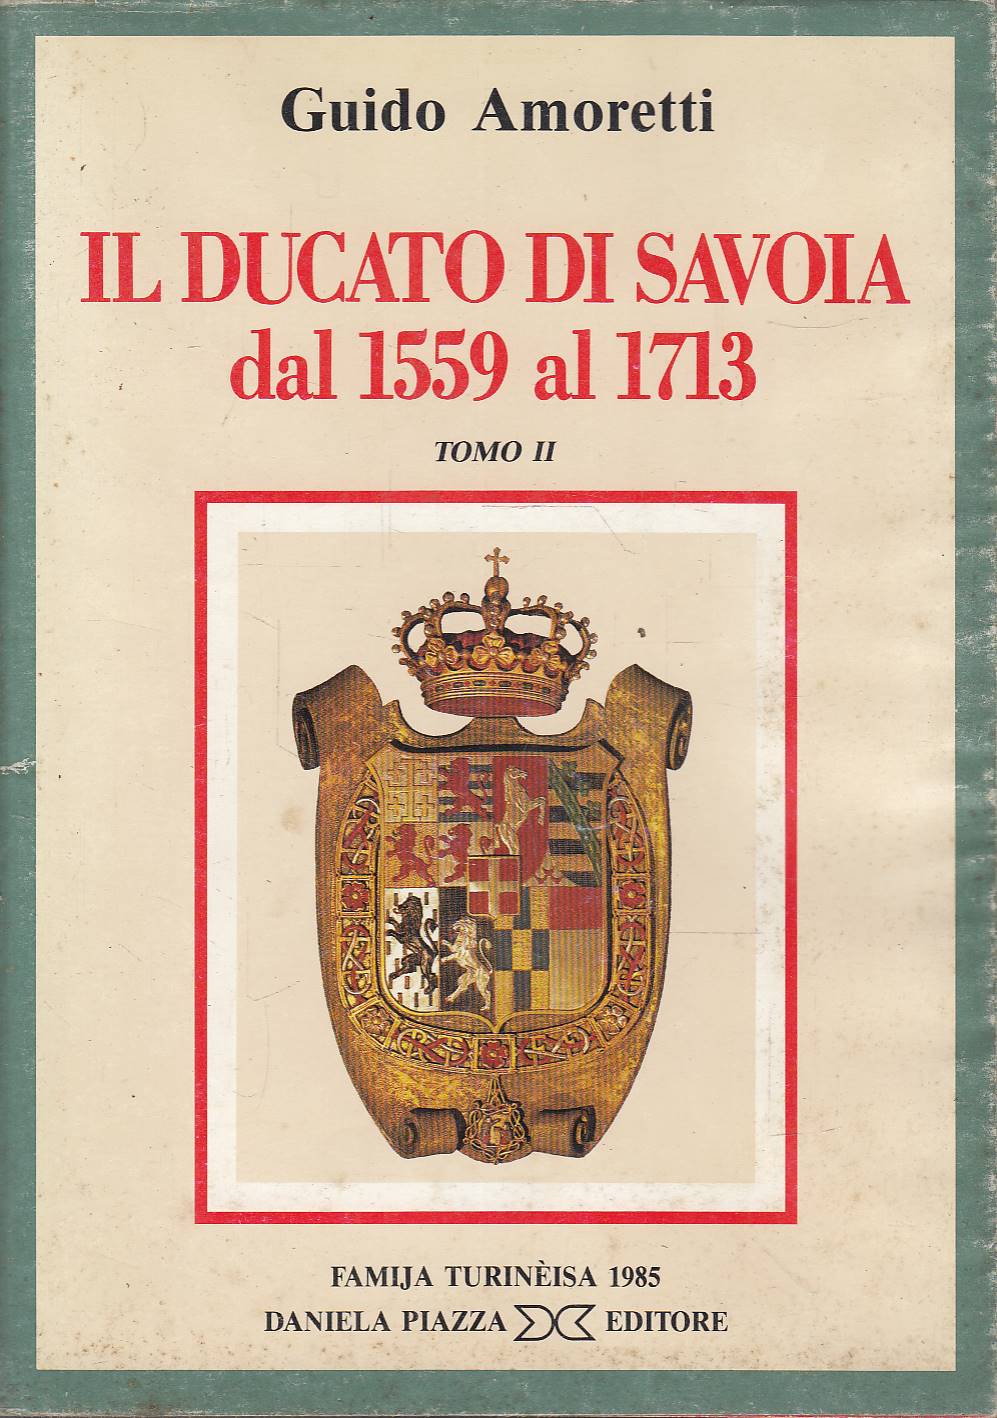 Guido Amoretti
IL DUCATO DI SAVOIA
dal 1559 al 1713
TOMO II
FAMIJA TURINÈISA 1985
DANIELA PIAZZA EDITORE